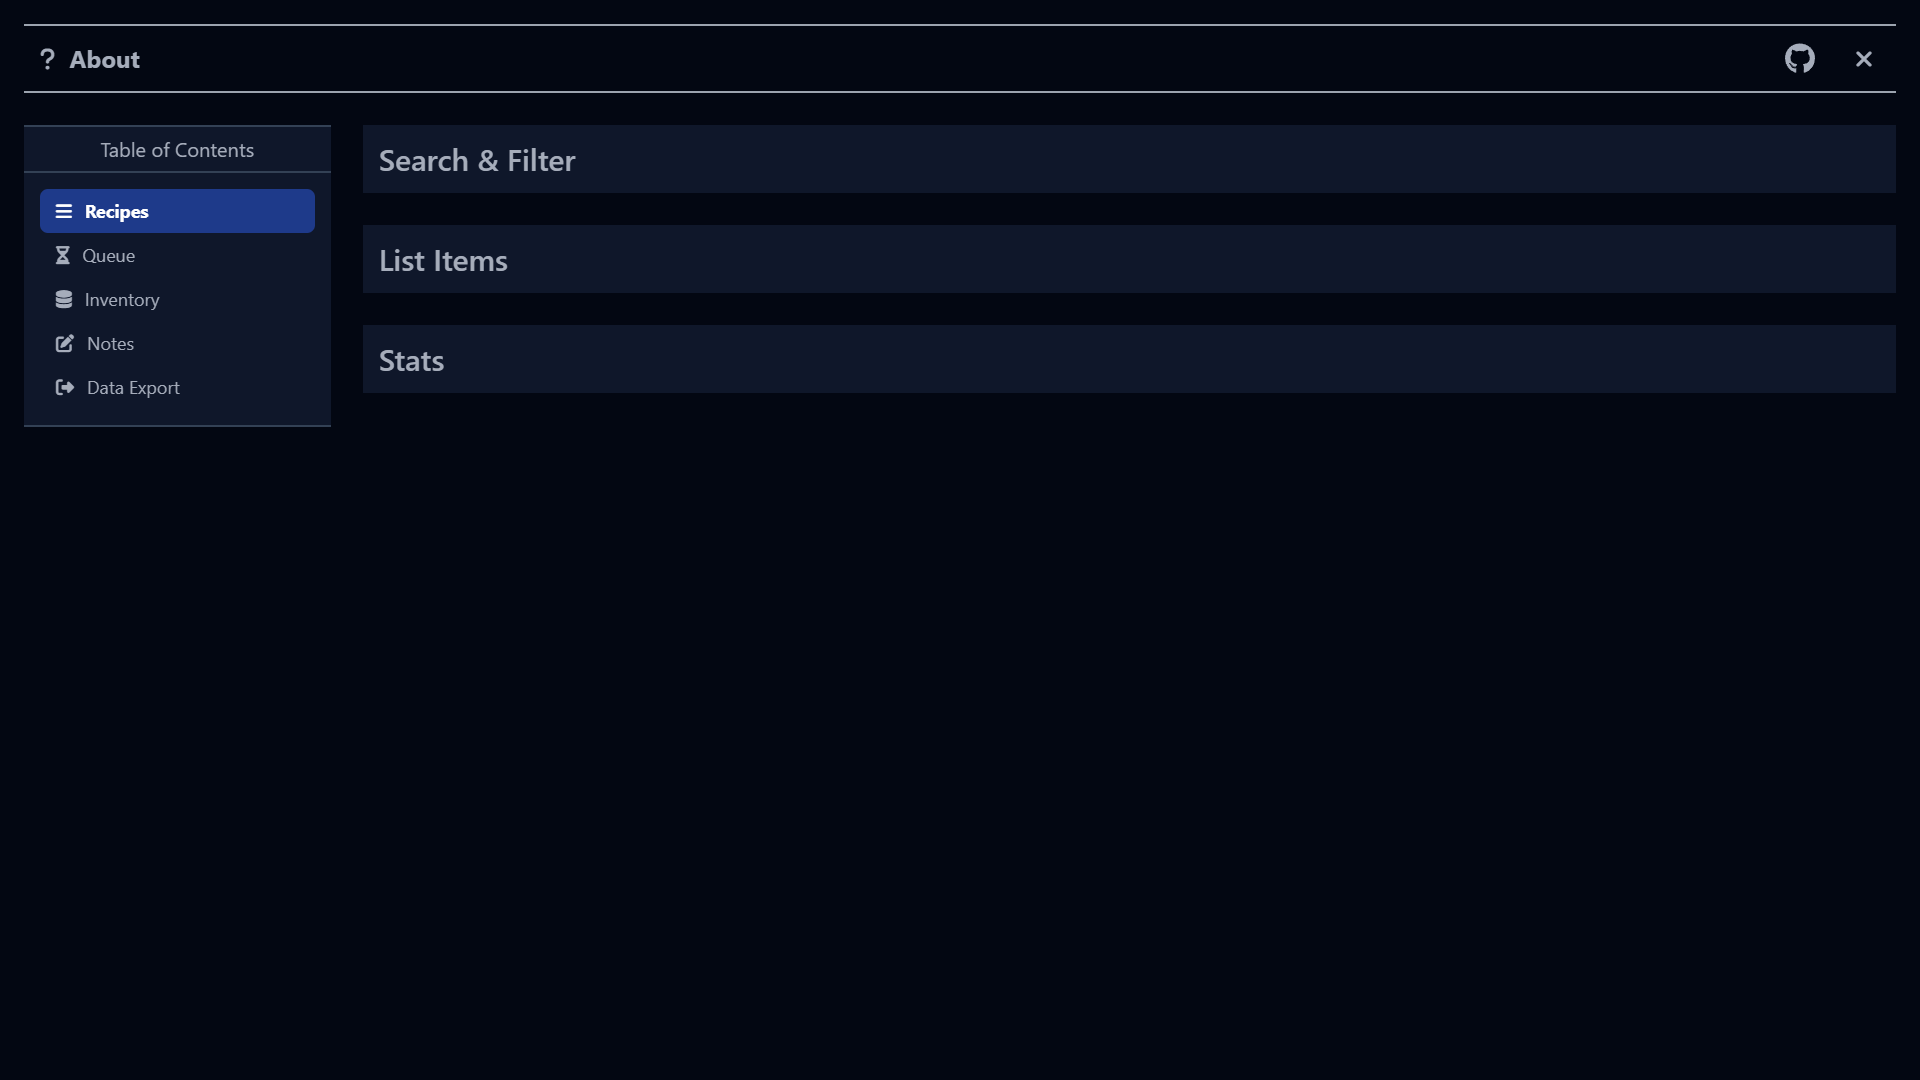 ? About
Table of Contents
Recipes
Queue
Inventory
Notes
Data Export
Search & Filter
List Items
Stats